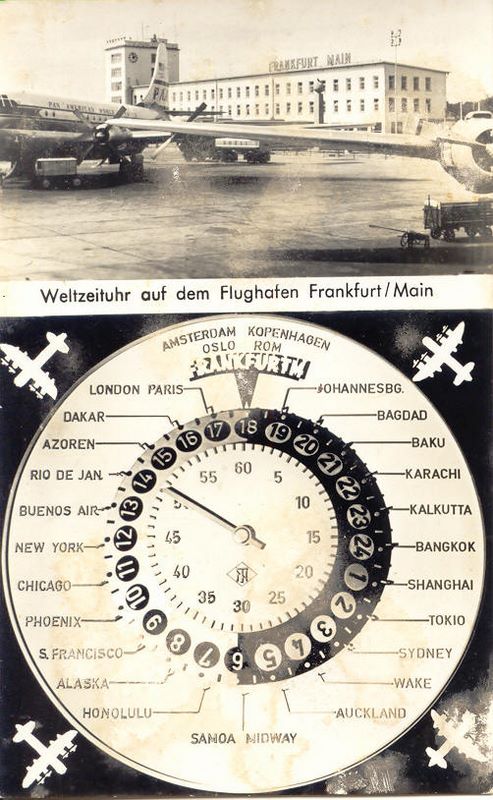 FRANKFURT MAIN
PAN AMERICAN
Weltzeituhr auf dem Flughafen Frankfurt/Main
AMSTERDAM KOPENHAGEN
OSLO ROM
FRANKFURT M
LONDON PARIS
JOHANNESBG.
DAKAR
BAGDAD
AZOREN
BAKU
RIO DE JAN.
KARACHI
BUENOS AIR.
KALKUTTA
NEW YORK
BANGKOK
CHICAGO
SHANGHAI
PHOENIX
TOKIO
S. FRANCISCO
SYDNEY
ALASKA
WAKE
HONOLULU
AUCKLAND
SAMOA MIDWAY
18 19 20 21 22 23 24 1 2 3 4 5 6 7 8 9 10 11 12 13 14 15 16 17
60 5 10 15 20 25 30 35 40 45 55